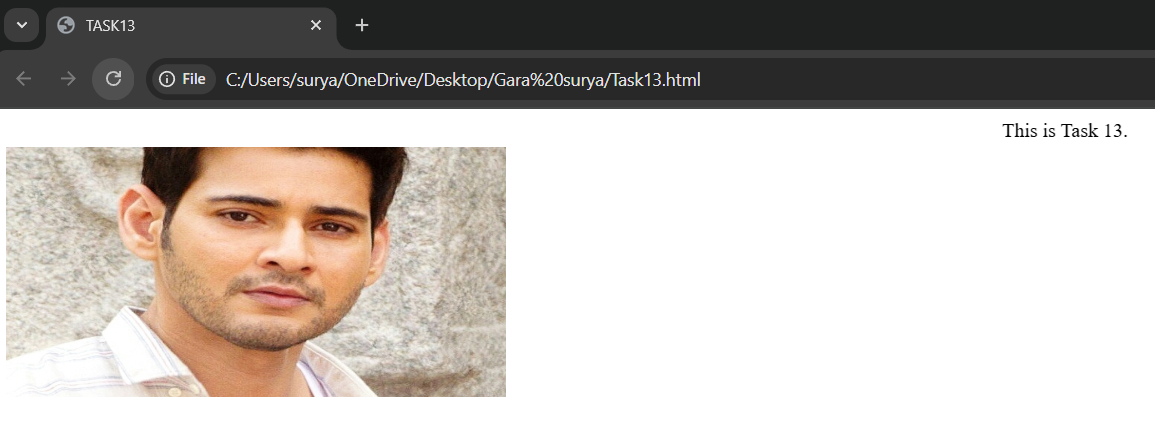 TASK13
File C:/Users/surya/OneDrive/Desktop/Gara%20surya/Task13.html
This is Task 13.